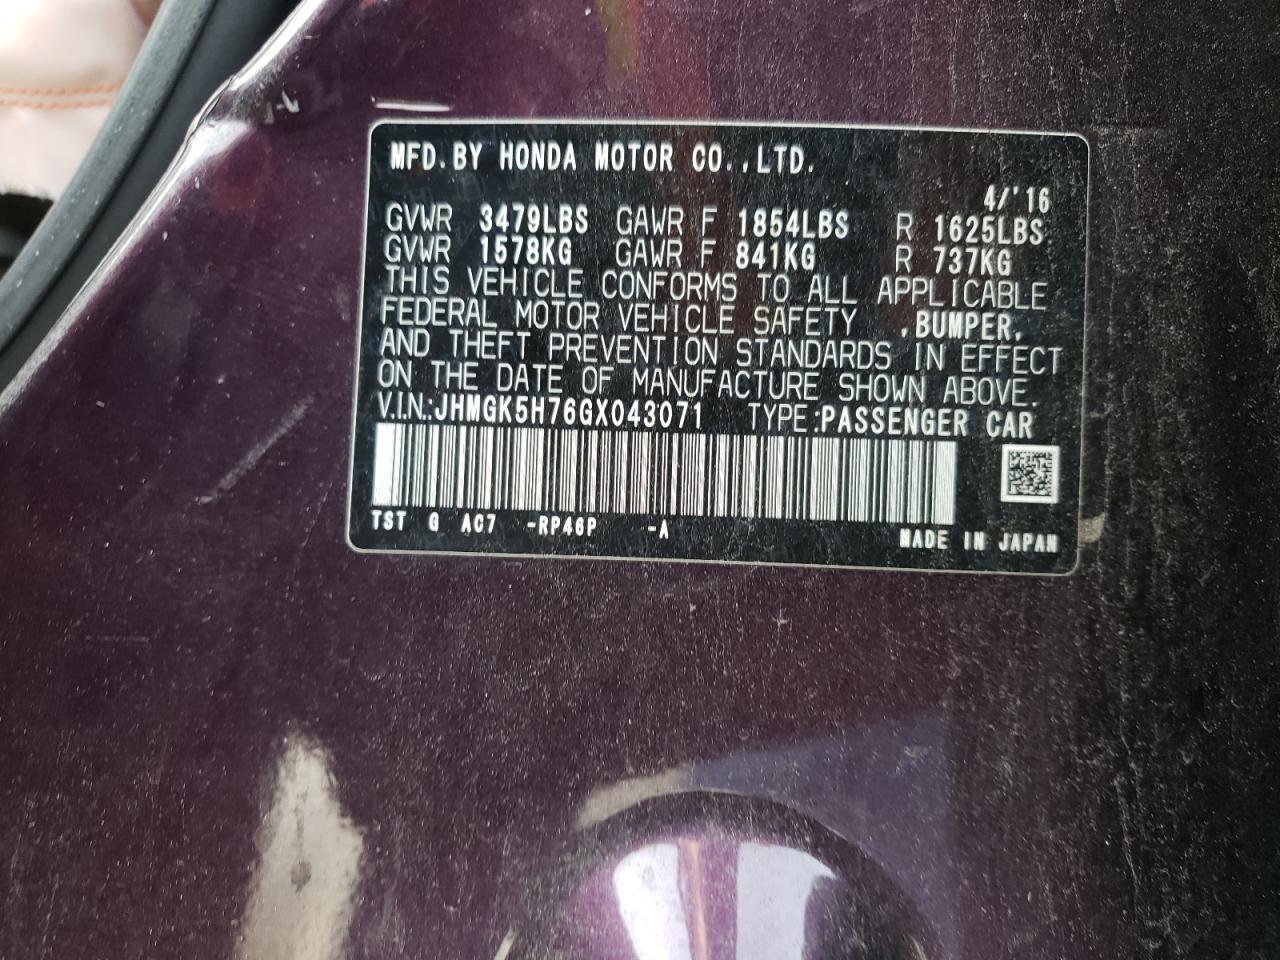 MFD. BY HONDA MOTOR CO., LTD.
4/'16
GVWR 3479LBS GAWR F 1854LBS R 1625LBS
GVWR 1578KG GAWR F 841KG R 737KG
THIS VEHICLE CONFORMS TO ALL APPLICABLE
FEDERAL MOTOR VEHICLE SAFETY ,BUMPER,
AND THEFT PREVENTION STANDARDS IN EFFECT
ON THE DATE OF MANUFACTURE SHOWN ABOVE.
V.I.N.:JHMGK5H76GX043071 TYPE:PASSENGER CAR
TST G AC7 -RP46P -A
MADE IN JAPAN